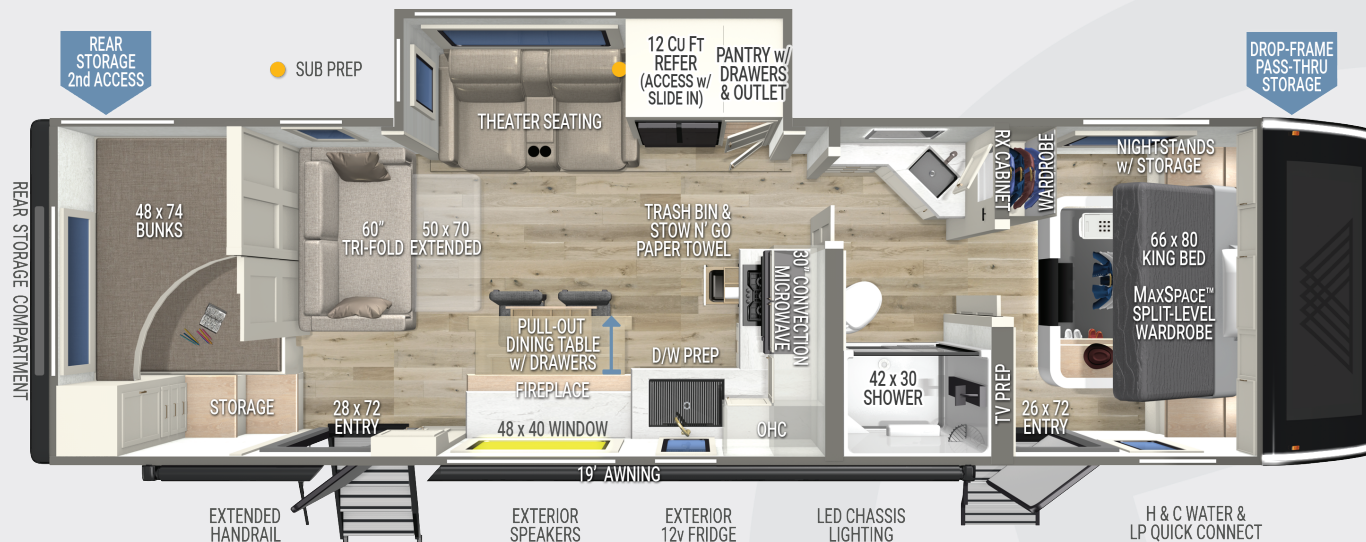 REAR
STORAGE
2nd ACCESS
SUB PREP
12 CU FT
REFER
(ACCESS w/
SLIDE IN)
PANTRY w/
DRAWERS
& OUTLET
DROP-FRAME
PASS-THRU
STORAGE
THEATER SEATING
REAR STORAGE COMPARTMENT
48 x 74
BUNKS
60"
TRI-FOLD
50 x 70
EXTENDED
TRASH BIN &
STOW N' GO
PAPER TOWEL
30" CONVECTION
MICROWAVE
RX CABINET
WARDROBE
NIGHTSTANDS
w/ STORAGE
66 x 80
KING BED
MAXSPACE™
SPLIT-LEVEL
WARDROBE
PULL-OUT
DINING TABLE
w/ DRAWERS
D/W PREP
FIREPLACE
STORAGE
28 x 72
ENTRY
48 x 40 WINDOW
OHC
42 x 30
SHOWER
TV PREP
26 x 72
ENTRY
19' AWNING
EXTENDED
HANDRAIL
EXTERIOR
SPEAKERS
EXTERIOR
12v FRIDGE
LED CHASSIS
LIGHTING
H & C WATER &
LP QUICK CONNECT